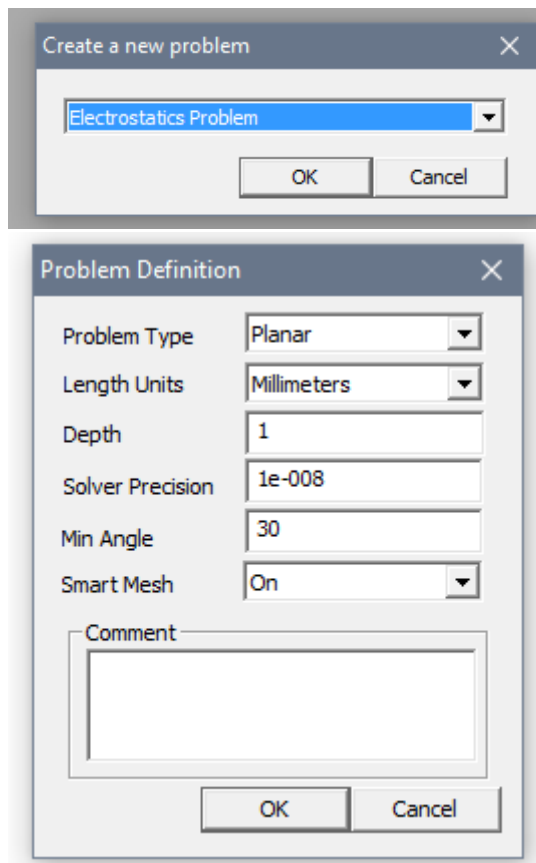 Create a new problem
Electrostatics Problem
OK Cancel
Problem Definition
Problem Type Planar
Length Units Millimeters
Depth 1
Solver Precision 1e-008
Min Angle 30
Smart Mesh On
Comment
OK Cancel